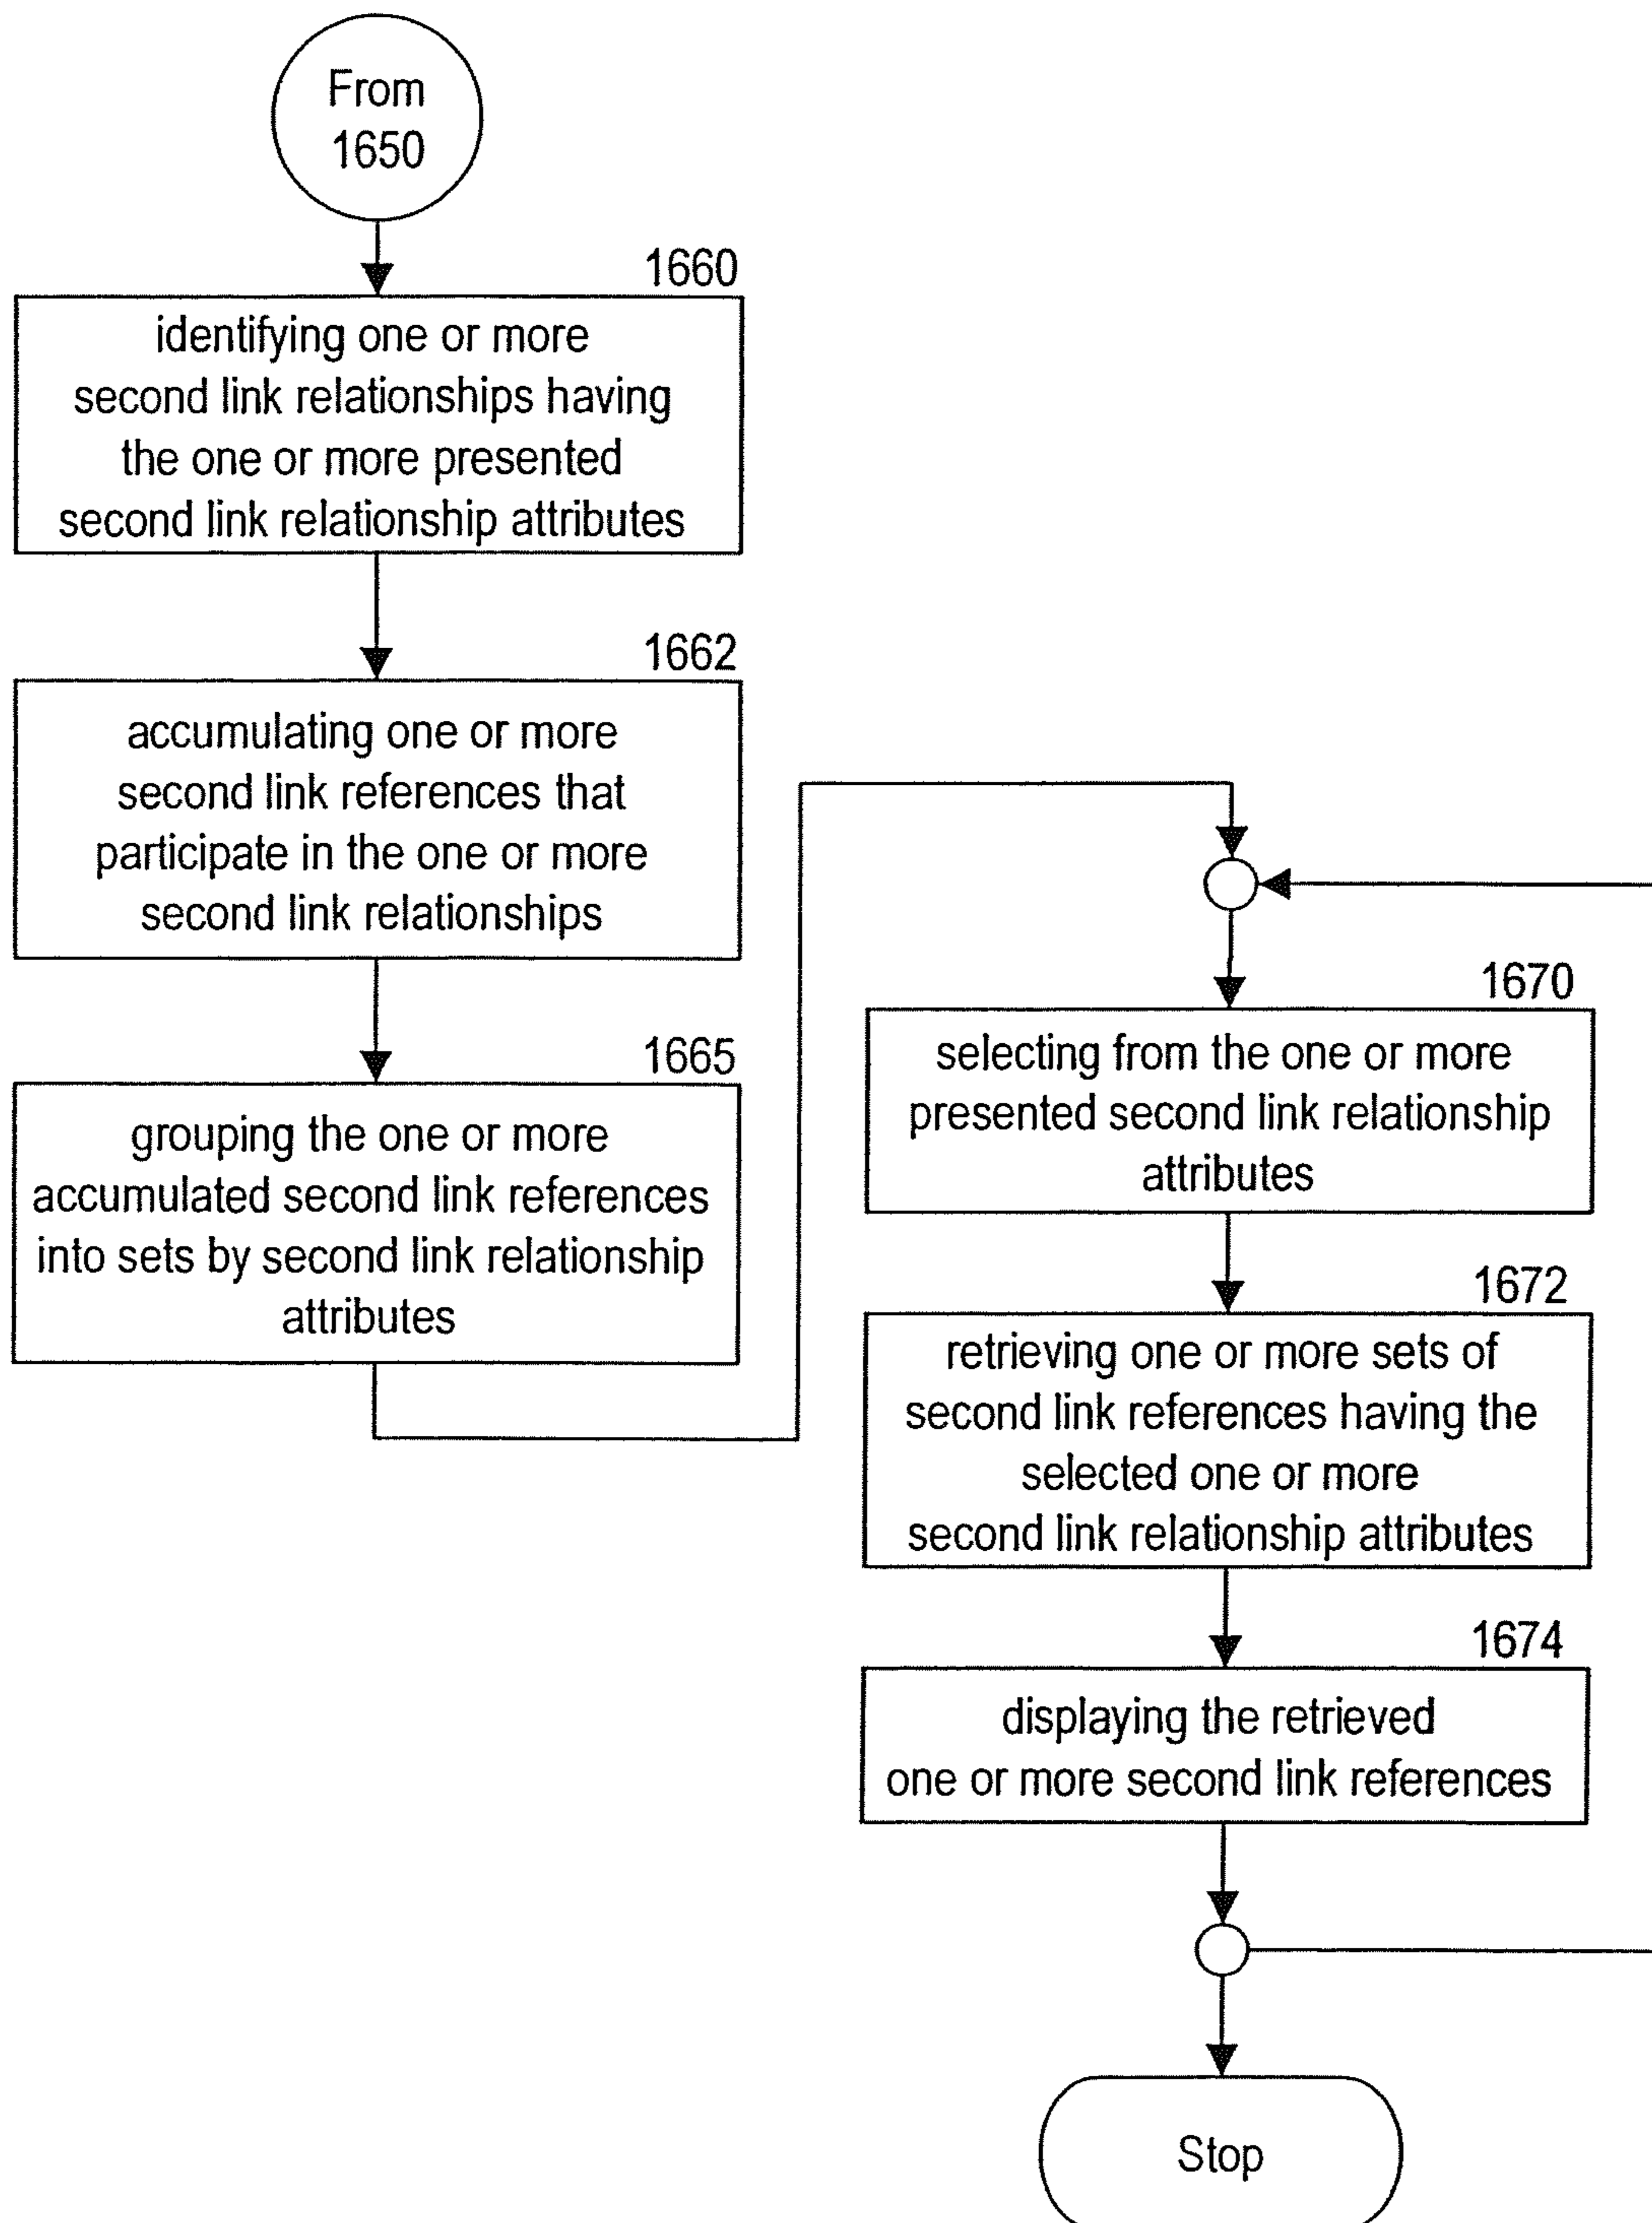 From
1650
1660
identifying one or more
second link relationships having
the one or more presented
second link relationship attributes
1662
accumulating one or more
second link references that
participate in the one or more
second link relationships
1665
grouping the one or more
accumulated second link references
into sets by second link relationship
attributes
1670
selecting from the one or more
presented second link relationship
attributes
1672
retrieving one or more sets of
second link references having the
selected one or more
second link relationship attributes
1674
displaying the retrieved
one or more second link references
Stop